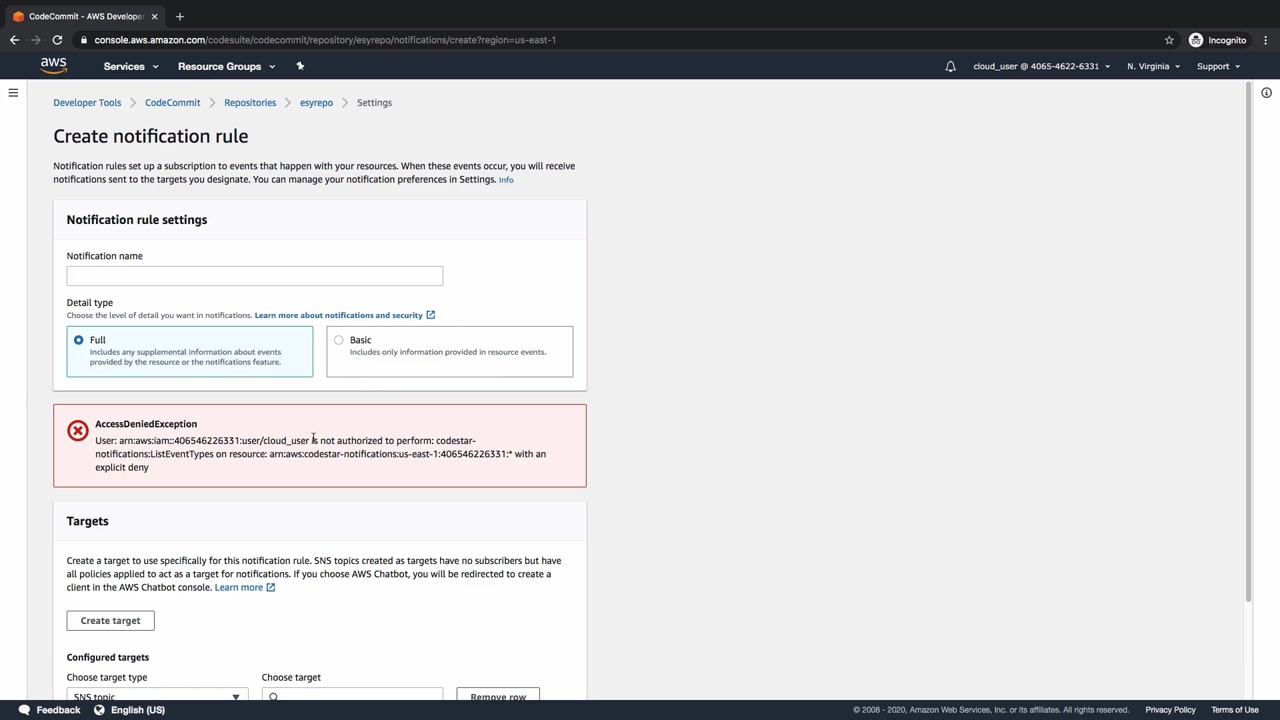 CodeCommit - AWS Developer
console.aws.amazon.com/codesuite/codecommit/repository/esyrepo/notifications/create?region=us-east-1
Incognito
aws
Services
Resource Groups
cloud_user @ 4065-4622-6331
N. Virginia
Support
Developer Tools
CodeCommit
Repositories
esyrepo
Settings
Create notification rule
Notification rules set up a subscription to events that happen with your resources. When these events occur, you will receive
notifications sent to the targets you designate. You can manage your notification preferences in Settings. Info
Notification rule settings
Notification name
Detail type
Choose the level of detail you want in notifications. Learn more about notifications and security
Full
Includes any supplemental information about events
provided by the resource or the notifications feature.
Basic
Includes only information provided in resource events.
AccessDeniedException
User: arn:aws:iam::406546226331:user/cloud_user is not authorized to perform: codestar-
notifications:ListEventTypes on resource: arn:aws:codestar-notifications:us-east-1:406546226331:* with an
explicit deny
Targets
Create a target to use specifically for this notification rule. SNS topics created as targets have no subscribers but have
all policies applied to act as a target for notifications. If you choose AWS Chatbot, you will be redirected to create a
client in the AWS Chatbot console. Learn more
Create target
Configured targets
Choose target type
Choose target
SNS topic
Remove row
Feedback
English (US)
© 2008 - 2020, Amazon Web Services, Inc. or its affiliates. All rights reserved.
Privacy Policy
Terms of Use